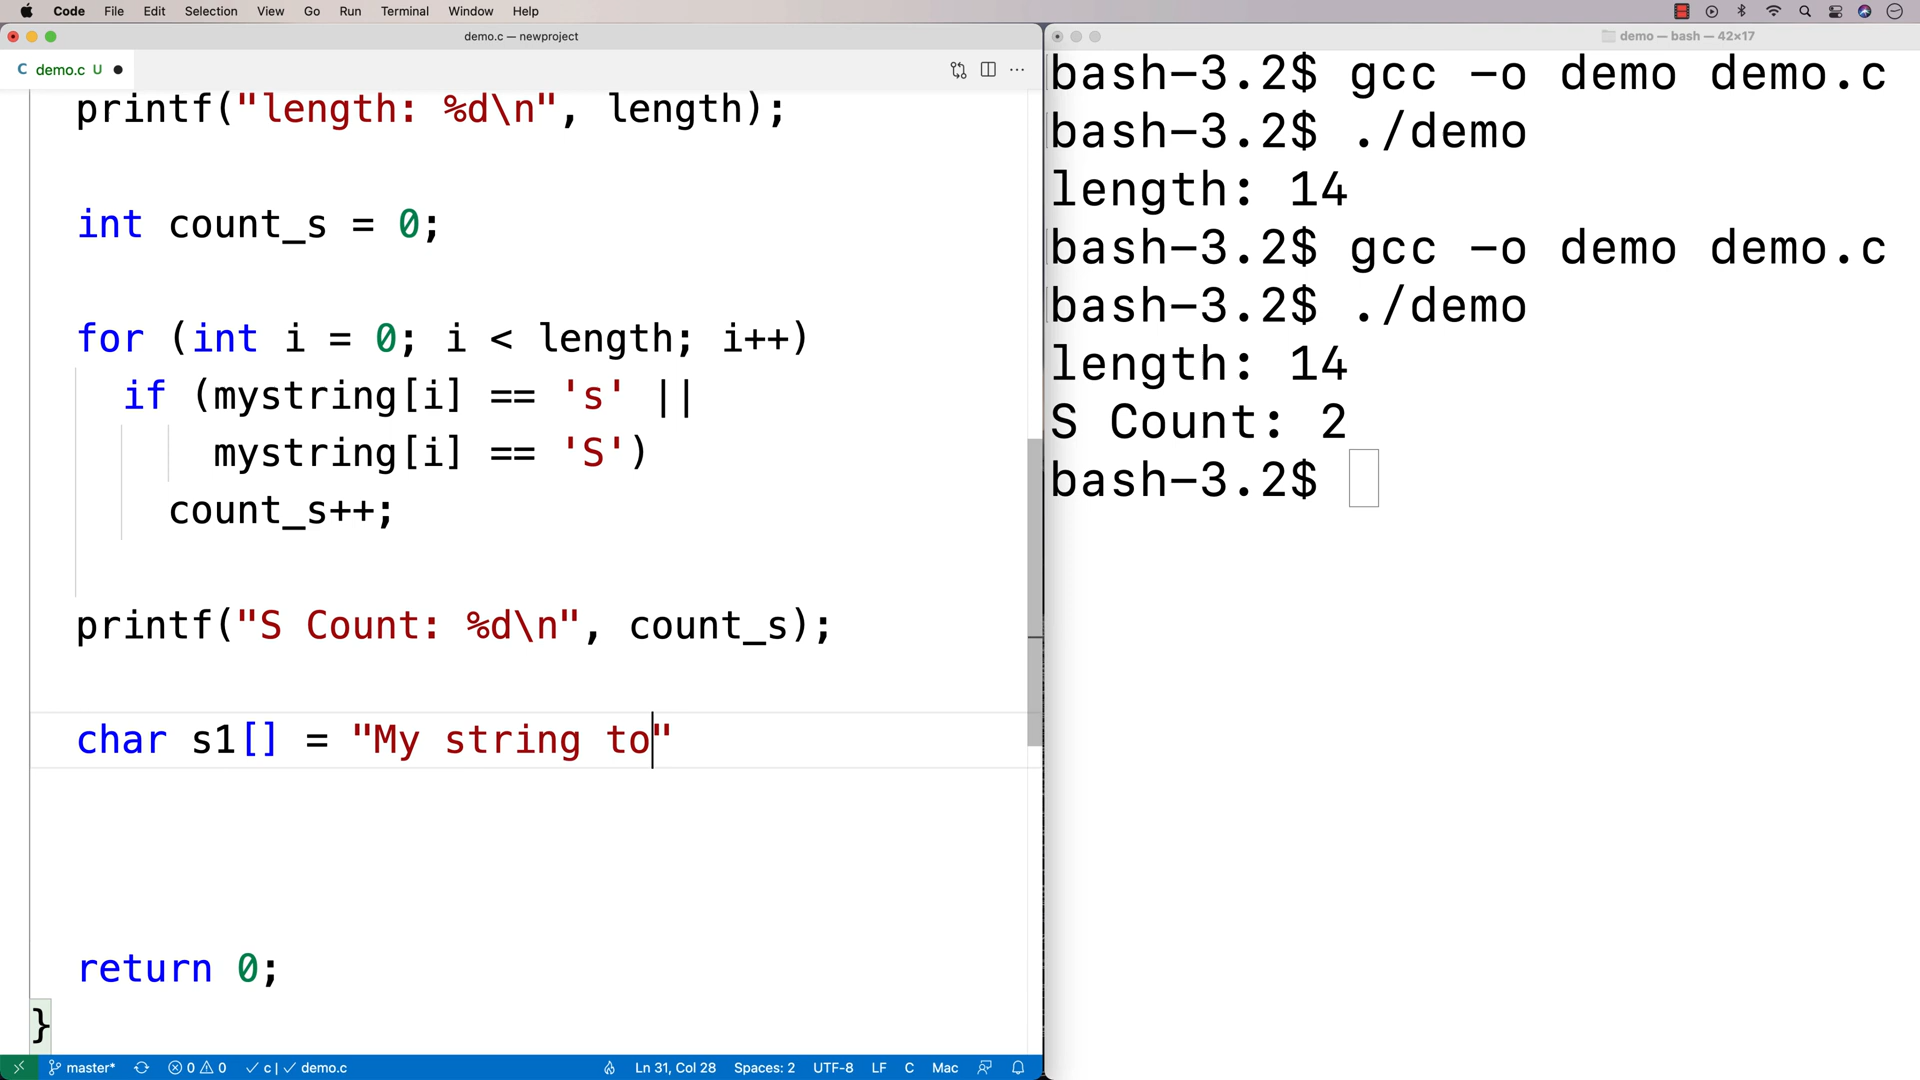 Code File Edit Selection View Go Run Terminal Window Help
demo.c — newproject
C demo.c U
printf("length: %d\n", length);
int count_s = 0;
for (int i = 0; i < length; i++)
if (mystring[i] == 's' ||
mystring[i] == 'S')
count_s++;
printf("S Count: %d\n", count_s);
char s1[] = "My string to"
return 0;
}
master* 0 0 c | demo.c Ln 31, Col 28 Spaces: 2 UTF-8 LF C Mac
demo — bash — 42×17
bash-3.2$ gcc -o demo demo.c
bash-3.2$ ./demo
length: 14
bash-3.2$ gcc -o demo demo.c
bash-3.2$ ./demo
length: 14
S Count: 2
bash-3.2$